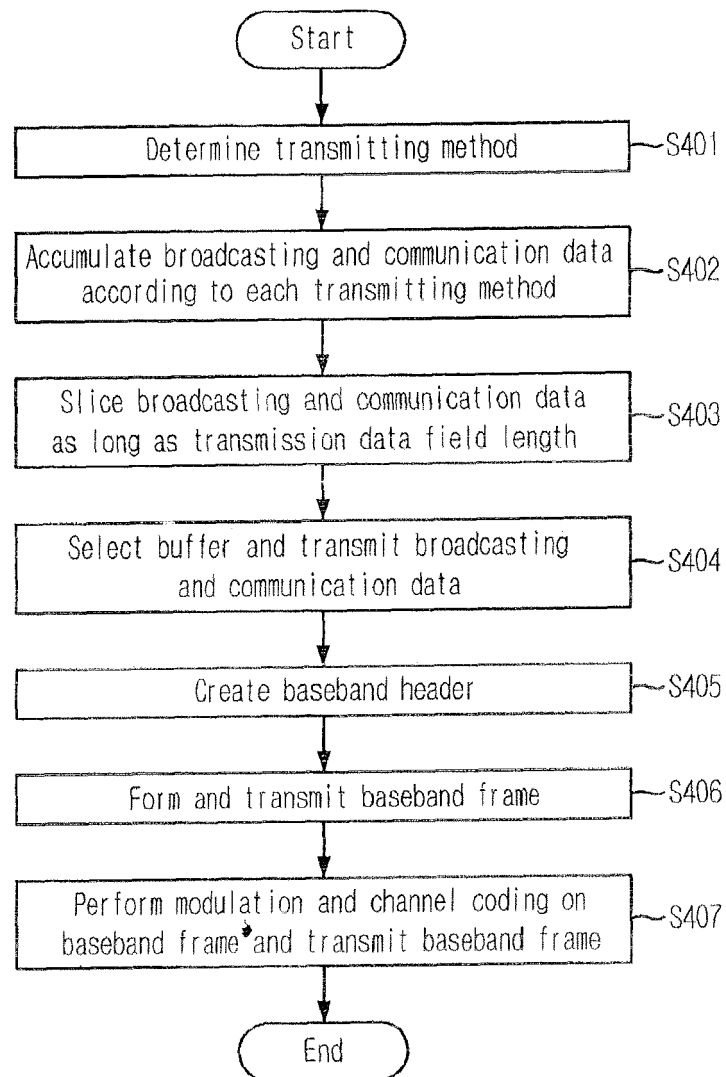 Start
Determine transmitting method
S401
Accumulate broadcasting and communication data
according to each transmitting method
S402
Slice broadcasting and communication data
as long as transmission data field length
S403
Select buffer and transmit broadcasting
and communication data
S404
Create baseband header
S405
Form and transmit baseband frame
S406
Perform modulation and channel coding on
baseband frame and transmit baseband frame
S407
End